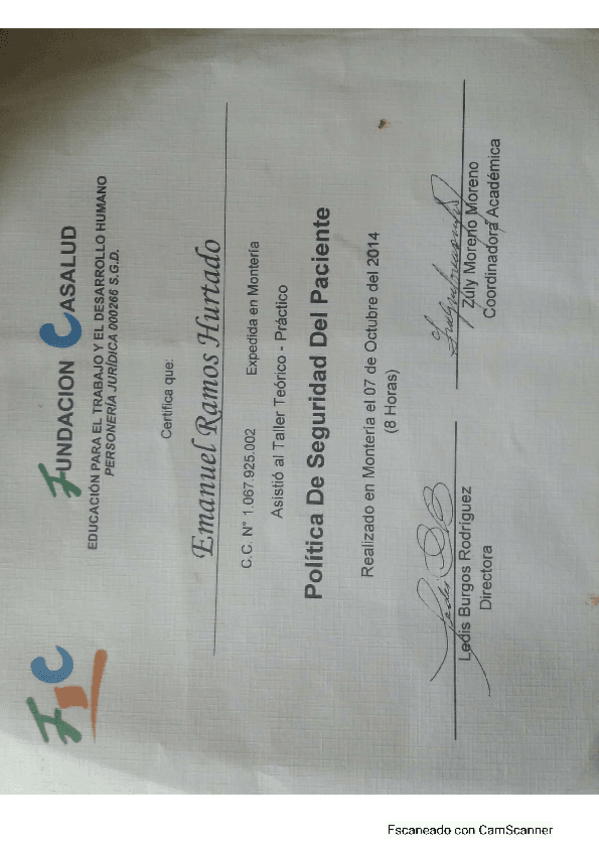 FUNDACION CASALUD
EDUCACIÓN PARA EL TRABAJO Y EL DESARROLLO HUMANO
PERSONERÍA JURÍDICA 000266 S.G.D.
FIC
Certifica que:
Emanuel Ramos Hurtado
C.C. N° 1.067.925.002 Expedida en Montería
Asistió al Taller Teórico - Práctico
Política De Seguridad Del Paciente
Realizado en Montería el 07 de Octubre del 2014
(8 Horas)
Ledis Burgos Rodríguez
Directora
Zuly Moreno Moreno
Coordinadora Académica
Escaneado con CamScanner